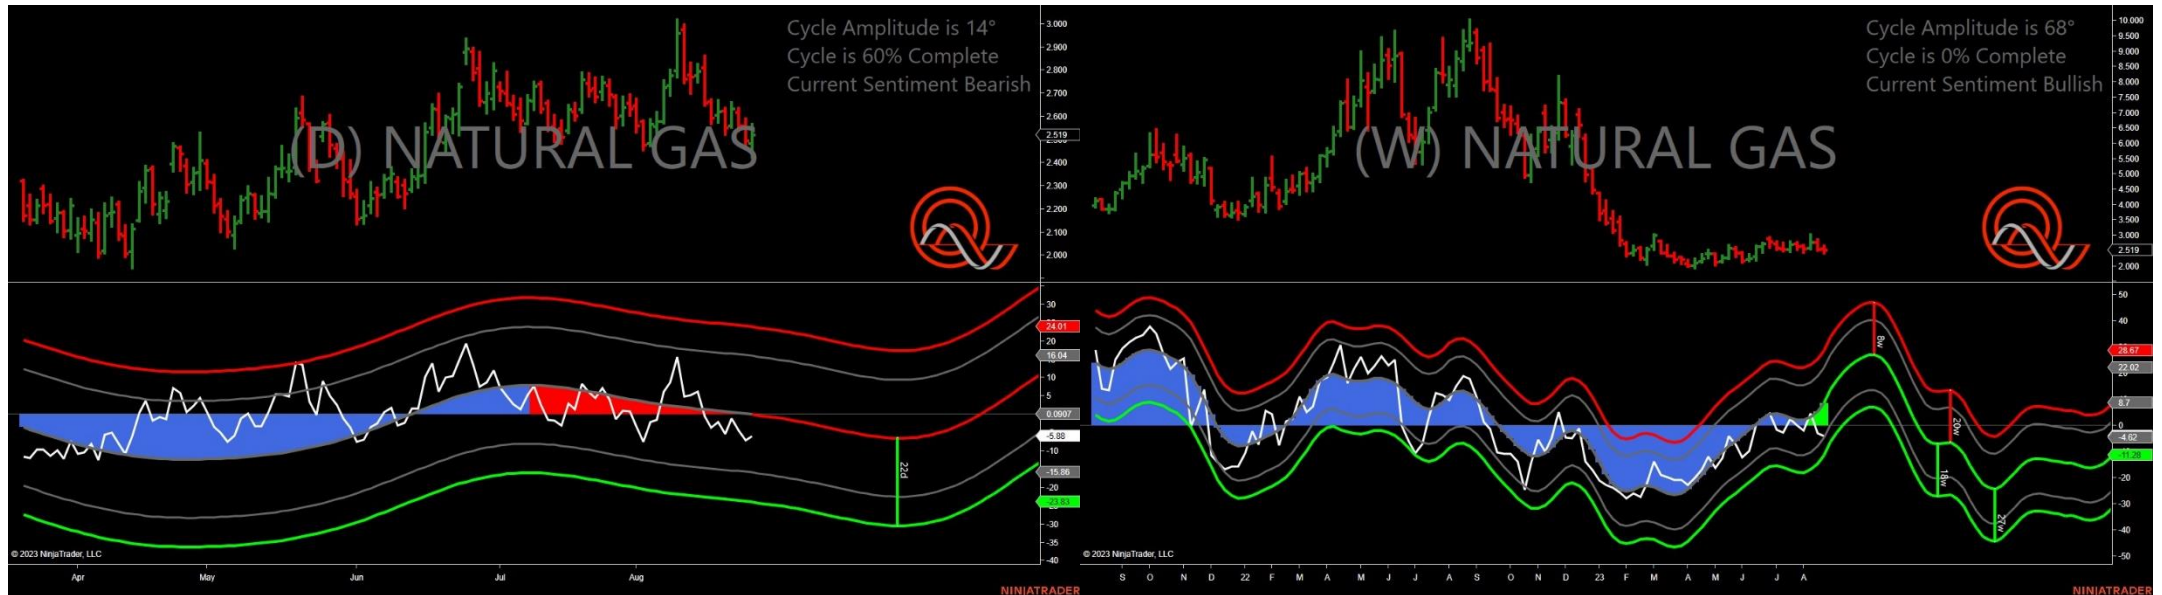 Cycle Amplitude is 14°
Cycle is 60% Complete
Current Sentiment Bearish
(D) NATURAL GAS
3.000
2.900
2.800
2.700
2.600
2.519
2.400
2.300
2.200
2.100
2.000
30
24.01
20
16.04
10
5
0.0907
-5.88
-10
-15.86
-20
-23.83
-30
-35
-40
22d
© 2023 NinjaTrader, LLC
Apr May Jun Jul Aug
NINJATRADER
Cycle Amplitude is 68°
Cycle is 0% Complete
Current Sentiment Bullish
(W) NATURAL GAS
10.000
9.500
9.000
8.500
8.000
7.500
7.000
6.500
6.000
5.500
5.000
4.500
4.000
3.500
3.000
2.519
2.000
50
40
28.67
22.02
8.7
0
-4.62
-11.28
-20
-30
-40
-50
8w
20w
18w
27w
© 2023 NinjaTrader, LLC
S O N D 22 F M A M J J A S O N D 23 F M A M J J A
NINJATRADER